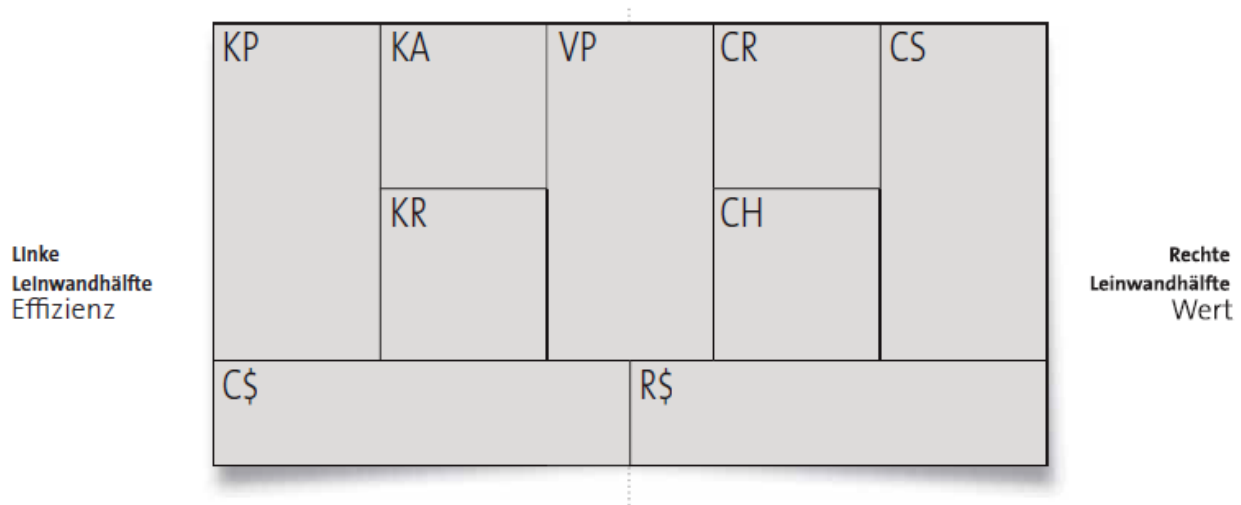 KP KA VP CR CS
KR CH
Linke
Leinwandhälfte
Effizienz
Rechte
Leinwandhälfte
Wert
C$ R$